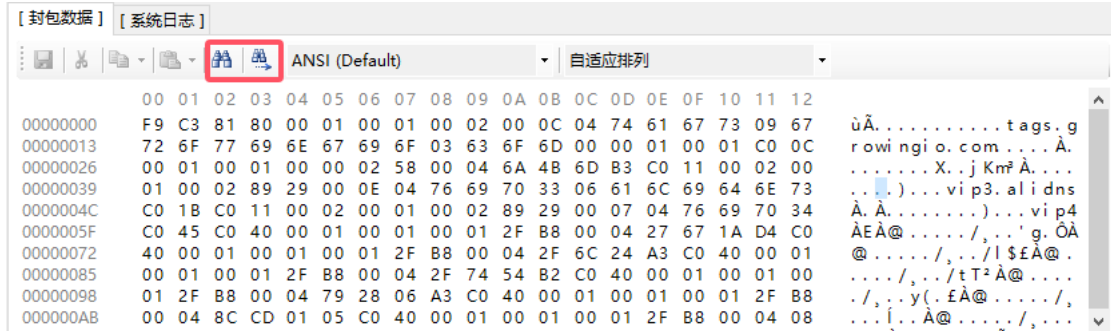 [ 封包数据 ] [ 系统日志 ]
ANSI (Default) 自适应排列
00 01 02 03 04 05 06 07 08 09 0A 0B 0C 0D 0E 0F 10 11 12
00000000 F9 C3 81 80 00 01 00 01 00 02 00 0C 04 74 61 67 73 09 67 ùÃ...........tags.g
00000013 72 6F 77 69 6E 67 69 6F 03 63 6F 6D 00 00 01 00 01 C0 0C rowingio.com.....À.
00000026 00 01 00 01 00 00 02 58 00 04 6A 4B 6D B3 C0 11 00 02 00 .......X..jKm³À....
00000039 01 00 02 89 29 00 0E 04 76 69 70 33 06 61 6C 69 64 6E 73 ....)...vip3.alidns
0000004C C0 1B C0 11 00 02 00 01 00 02 89 29 00 07 04 76 69 70 34 À.À........)...vip4
0000005F C0 45 C0 40 00 01 00 01 00 01 2F B8 00 04 27 67 1A D4 C0 ÀEÀ@....../¸..'g.ÔÀ
00000072 40 00 01 00 01 00 01 2F B8 00 04 2F 6C 24 A3 C0 40 00 01 @....../¸../l$£À@..
00000085 00 01 00 01 2F B8 00 04 2F 74 54 B2 C0 40 00 01 00 01 00 ..../¸../tT²À@.....
00000098 01 2F B8 00 04 79 28 06 A3 C0 40 00 01 00 01 00 01 2F B8 ./¸..y(.£À@....../¸
000000AB 00 04 8C CD 01 05 C0 40 00 01 00 01 00 01 2F B8 00 04 08 ...Í..À@....../¸...